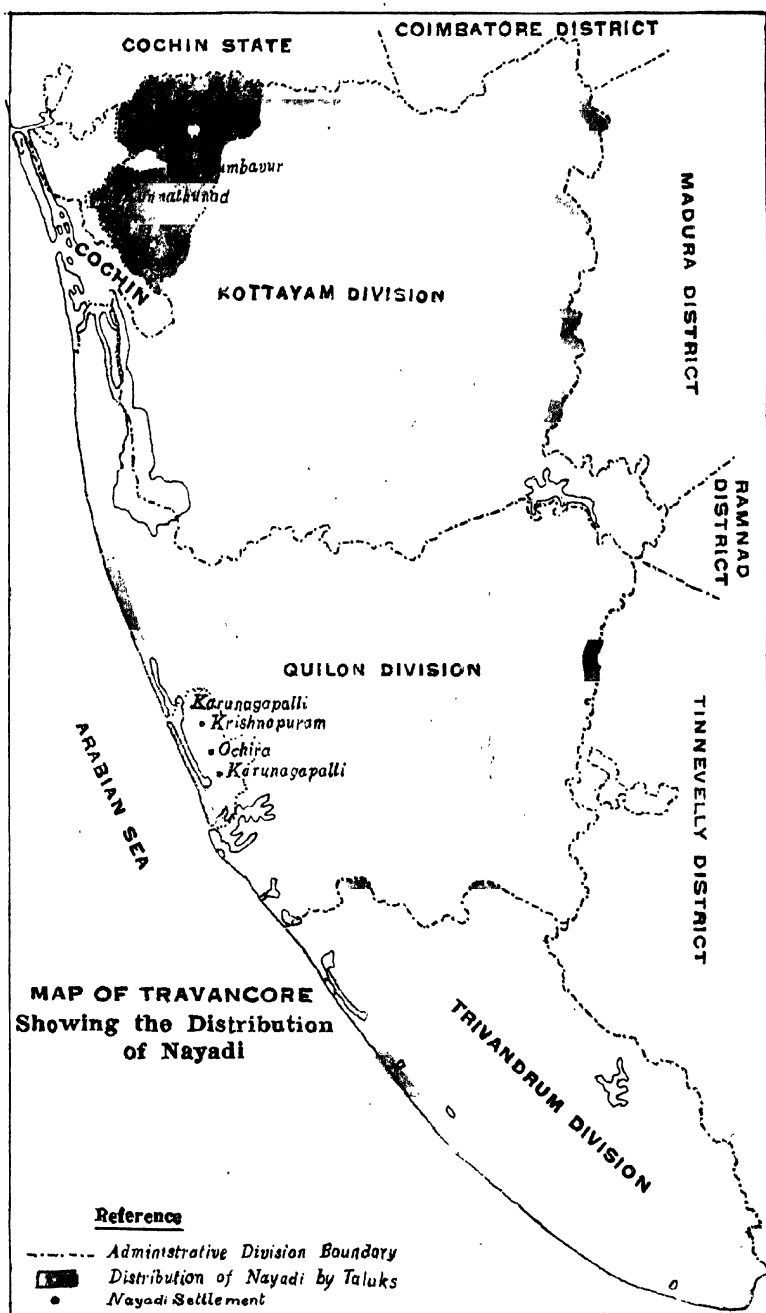 COCHIN STATE
COIMBATORE DISTRICT
MADURA DISTRICT
COCHIN
KOTTAYAM DIVISION
RAMNAD
DISTRICT
QUILON DIVISION
Karunagapalli
Krishnapuram
Ochira
Karunagapalli
ARABIAN SEA
TINNEVELLY DISTRICT
MAP OF TRAVANCORE
Showing the Distribution
of Nayadi
TRIVANDRUM DIVISION
Reference
Administrative Division Boundary
Distribution of Nayadi by Taluks
Nayadi Settlement